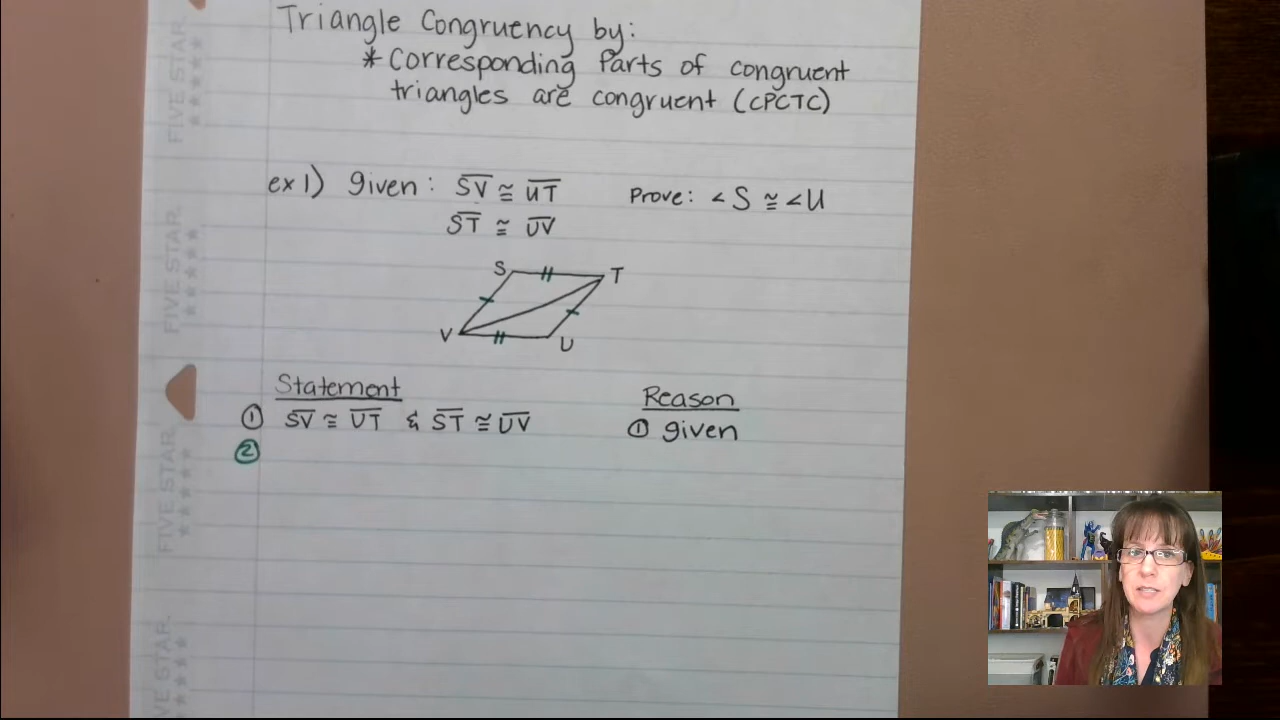 Triangle Congruency by:
* Corresponding Parts of congruent
triangles are congruent (CPCTC)
ex 1) given: SV ≅ UT Prove: ∠S ≅ ∠U
ST ≅ UV
S T
V U
Statement Reason
① SV ≅ UT & ST ≅ UV ① given
②
FIVE STAR
FIVE STAR
FIVE STAR
FIVE STAR